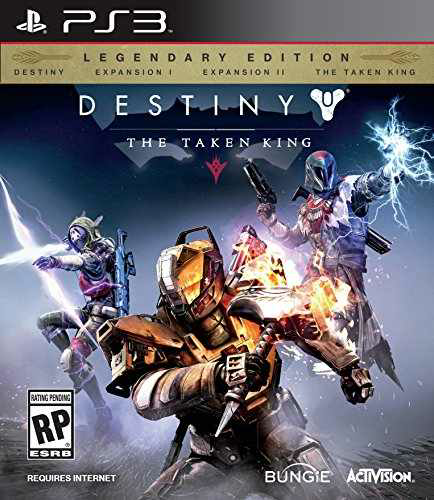 PS3
LEGENDARY EDITION
DESTINY EXPANSION I EXPANSION II THE TAKEN KING
DESTINY
THE TAKEN KING
RATING PENDING
RP
ESRB
REQUIRES INTERNET
BUNGiE ACTIVISION